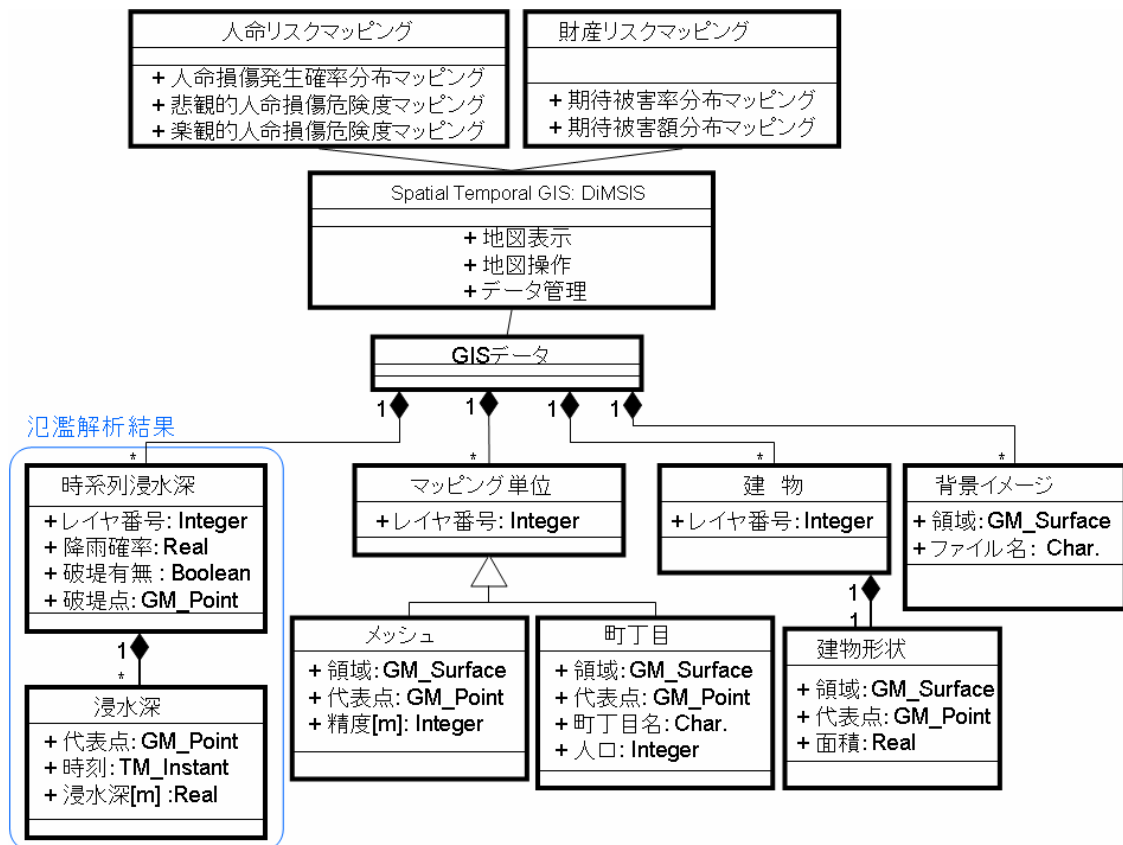 人命リスクマッピング
+ 人命損傷発生確率分布マッピング
+ 悲観的人命損傷危険度マッピング
+ 楽観的人命損傷危険度マッピング
財産リスクマッピング
+ 期待被害率分布マッピング
+ 期待被害額分布マッピング
Spatial Temporal GIS: DiMSIS
+ 地図表示
+ 地図操作
+ データ管理
GISデータ
1
1
1
1
氾濫解析結果
*
*
*
*
時系列浸水深
+レイヤ番号: Integer
+ 降雨確率: Real
+ 破堤有無 : Boolean
+ 破堤点: GM_Point
マッピング単位
+ レイヤ番号: Integer
建 物
+レイヤ番号: Integer
背景イメージ
+ 領域: GM_Surface
+ ファイル名: Char.
1
*
浸水深
+ 代表点: GM_Point
+ 時刻: TM_Instant
+ 浸水深[m] :Real
メッシュ
+ 領域: GM_Surface
+ 代表点: GM_Point
+ 精度[m]: Integer
町丁目
+ 領域: GM_Surface
+ 代表点: GM_Point
+ 町丁目名: Char.
+ 人口: Integer
1
1
建物形状
+ 領域: GM_Surface
+ 代表点: GM_Point
+ 面積: Real